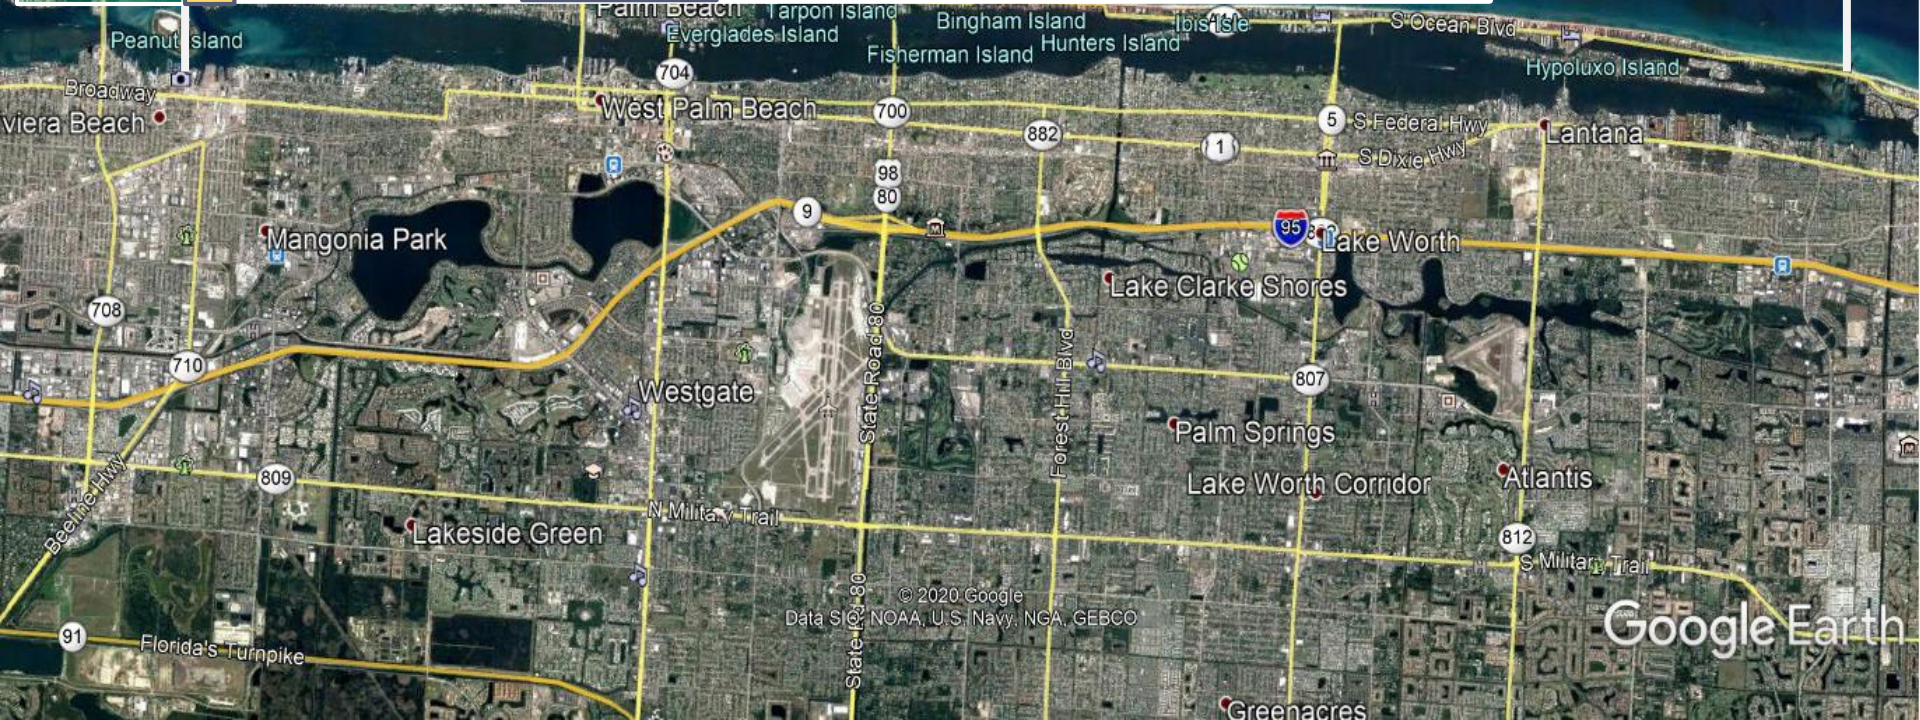 Palm Beach
Tarpon Island
Bingham Island
Ibis Isle
S Ocean Blvd
Peanut Island
Everglades Island
Fisherman Island
Hunters Island
Hypoluxo Island
704
Broadway
West Palm Beach
700
viera Beach
882
5
S Federal Hwy
Lantana
1
S Dixie Hwy
98
80
9
95
Mangonia Park
Lake Worth
Lake Clarke Shores
708
State Road 80
710
Forest Hill Blvd
807
Westgate
Palm Springs
809
Lake Worth Corridor
Atlantis
Beeline Hwy
N Military Trail
Lakeside Green
812
S Military Trail
© 2020 Google
Data SIO, NOAA, U.S. Navy, NGA, GEBCO
State Rd 80
Google Earth
91
Florida's Turnpike
Greenacres